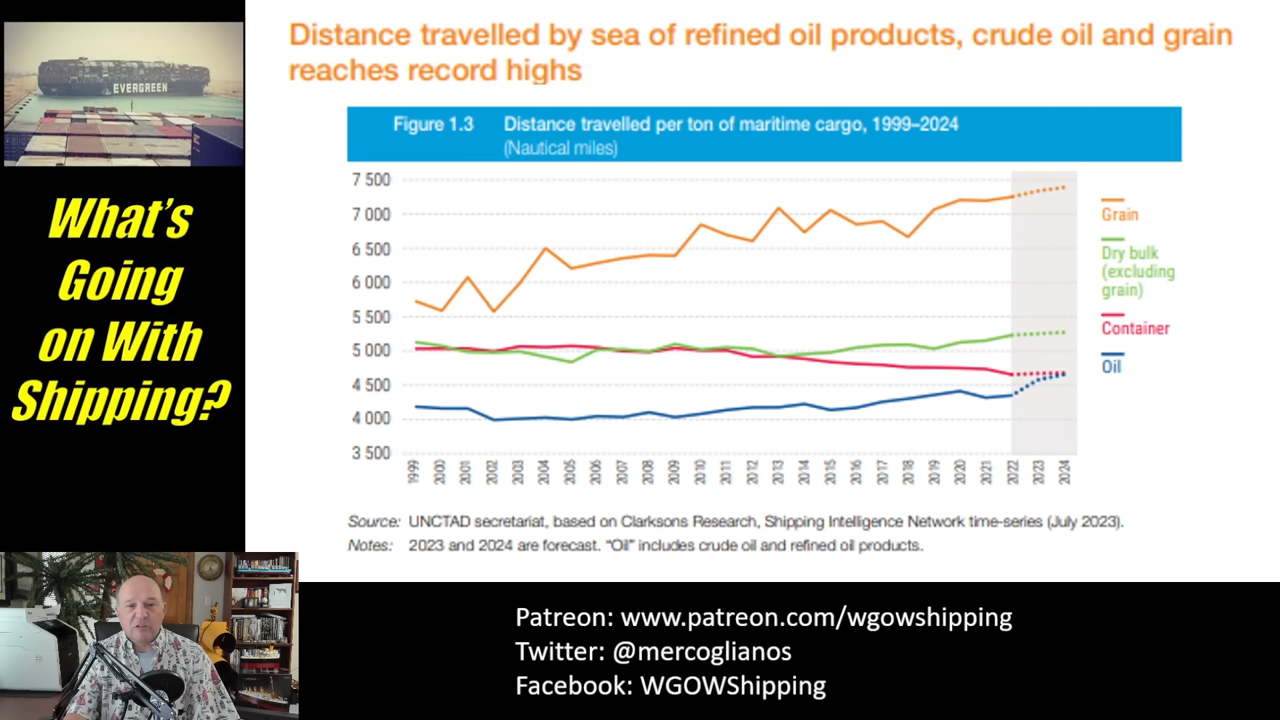 Distance travelled by sea of refined oil products, crude oil and grain
reaches record highs
EVERGREEN
What's
Going
on With
Shipping?
Figure 1.3 Distance travelled per ton of maritime cargo, 1999–2024
(Nautical miles)
7 500
7 000
6 500
6 000
5 500
5 000
4 500
4 000
3 500
Grain
Dry bulk
(excluding
grain)
Container
Oil
1999 2000 2001 2002 2003 2004 2005 2006 2007 2008 2009 2010 2011 2012 2013 2014 2015 2016 2017 2018 2019 2020 2021 2022 2023 2024
Source: UNCTAD secretariat, based on Clarksons Research, Shipping Intelligence Network time-series (July 2023).
Notes: 2023 and 2024 are forecast. “Oil” includes crude oil and refined oil products.
Patreon: www.patreon.com/wgowshipping
Twitter: @mercoglianos
Facebook: WGOWShipping